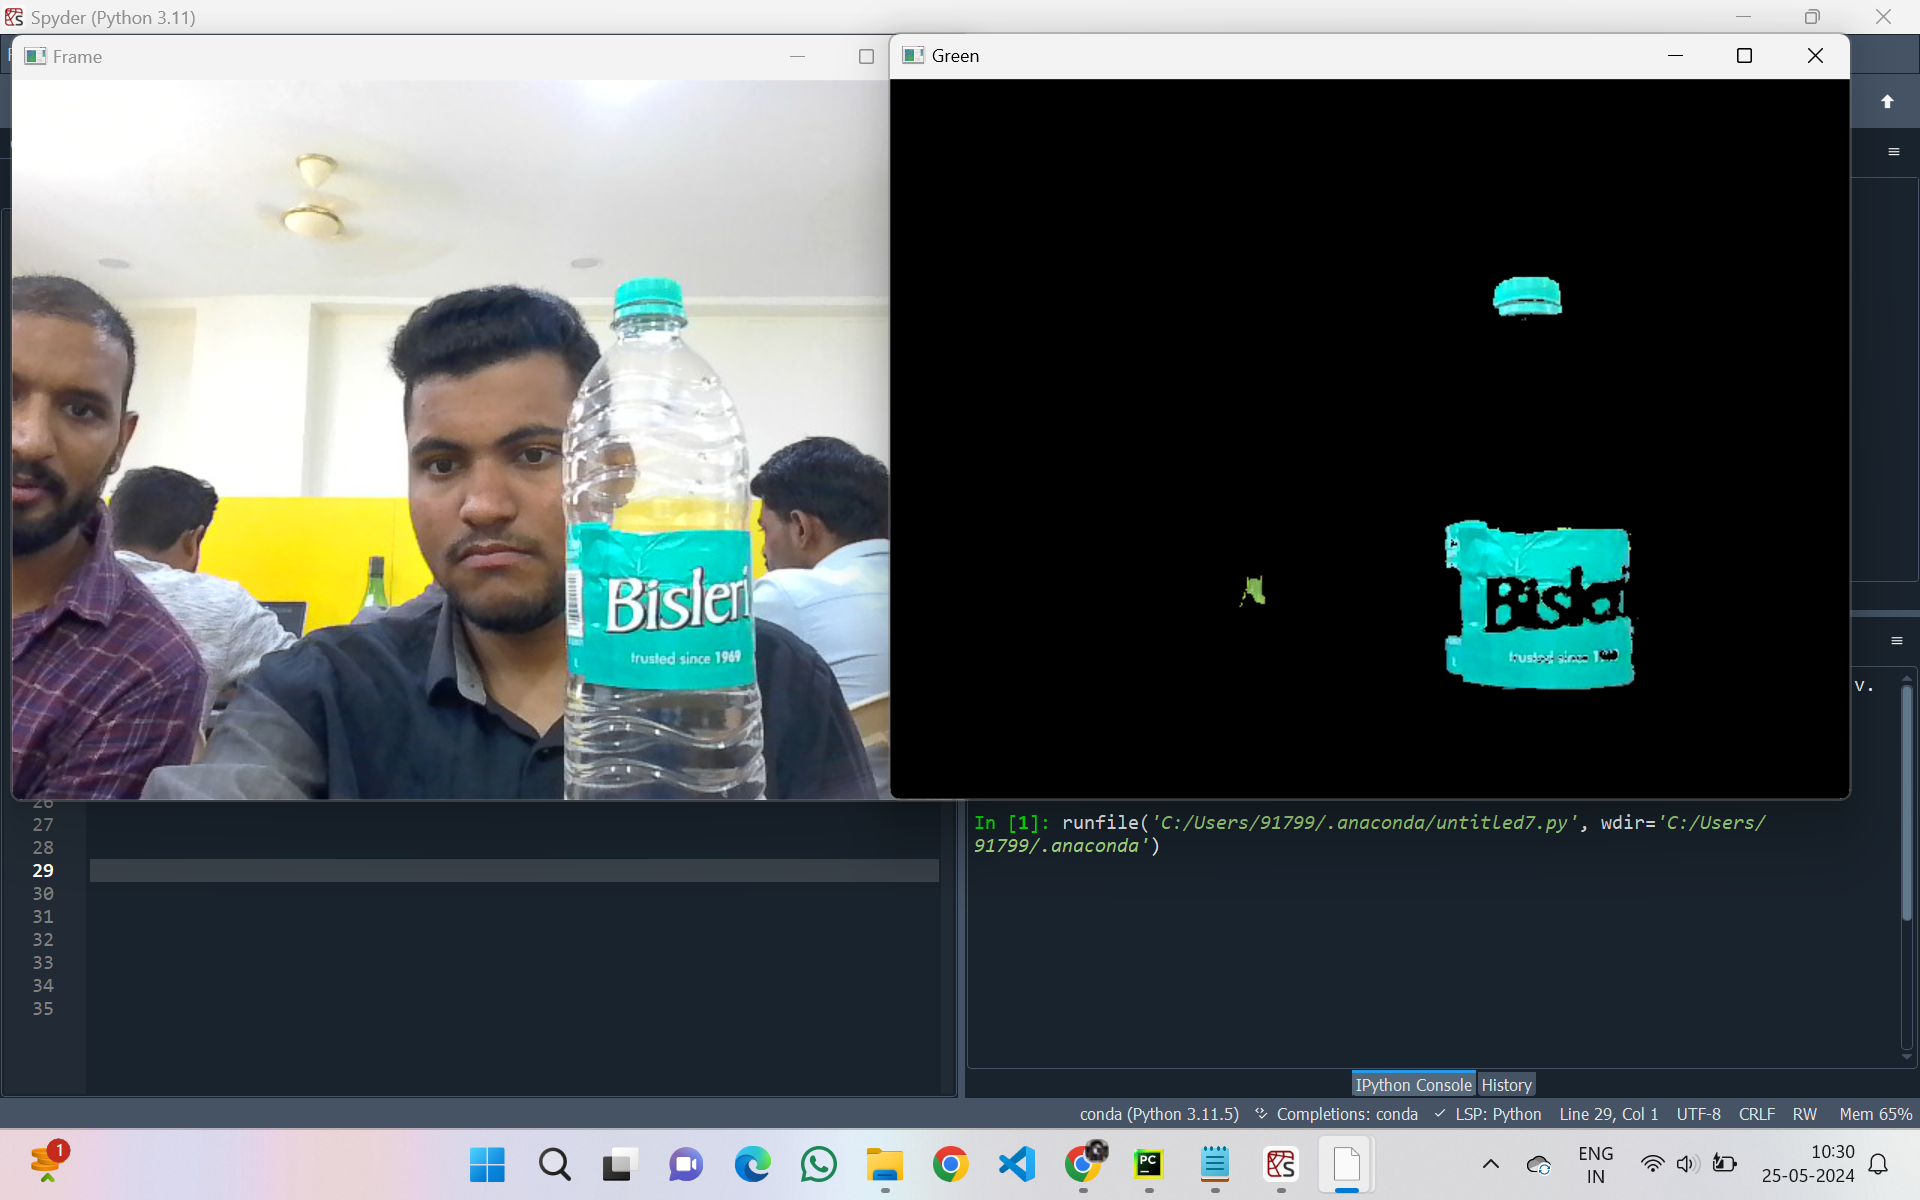 Spyder (Python 3.11)
Frame
Green
Bisleri
trusted since 1969
trusted since
v.
26
27
28
29
30
31
32
33
34
35
In [1]: runfile('C:/Users/91799/.anaconda/untitled7.py', wdir='C:/Users/
91799/.anaconda')
IPython Console
History
conda (Python 3.11.5)
Completions: conda
LSP: Python
Line 29, Col 1
UTF-8
CRLF
RW
Mem 65%
1
PC
ENG
IN
10:30
25-05-2024